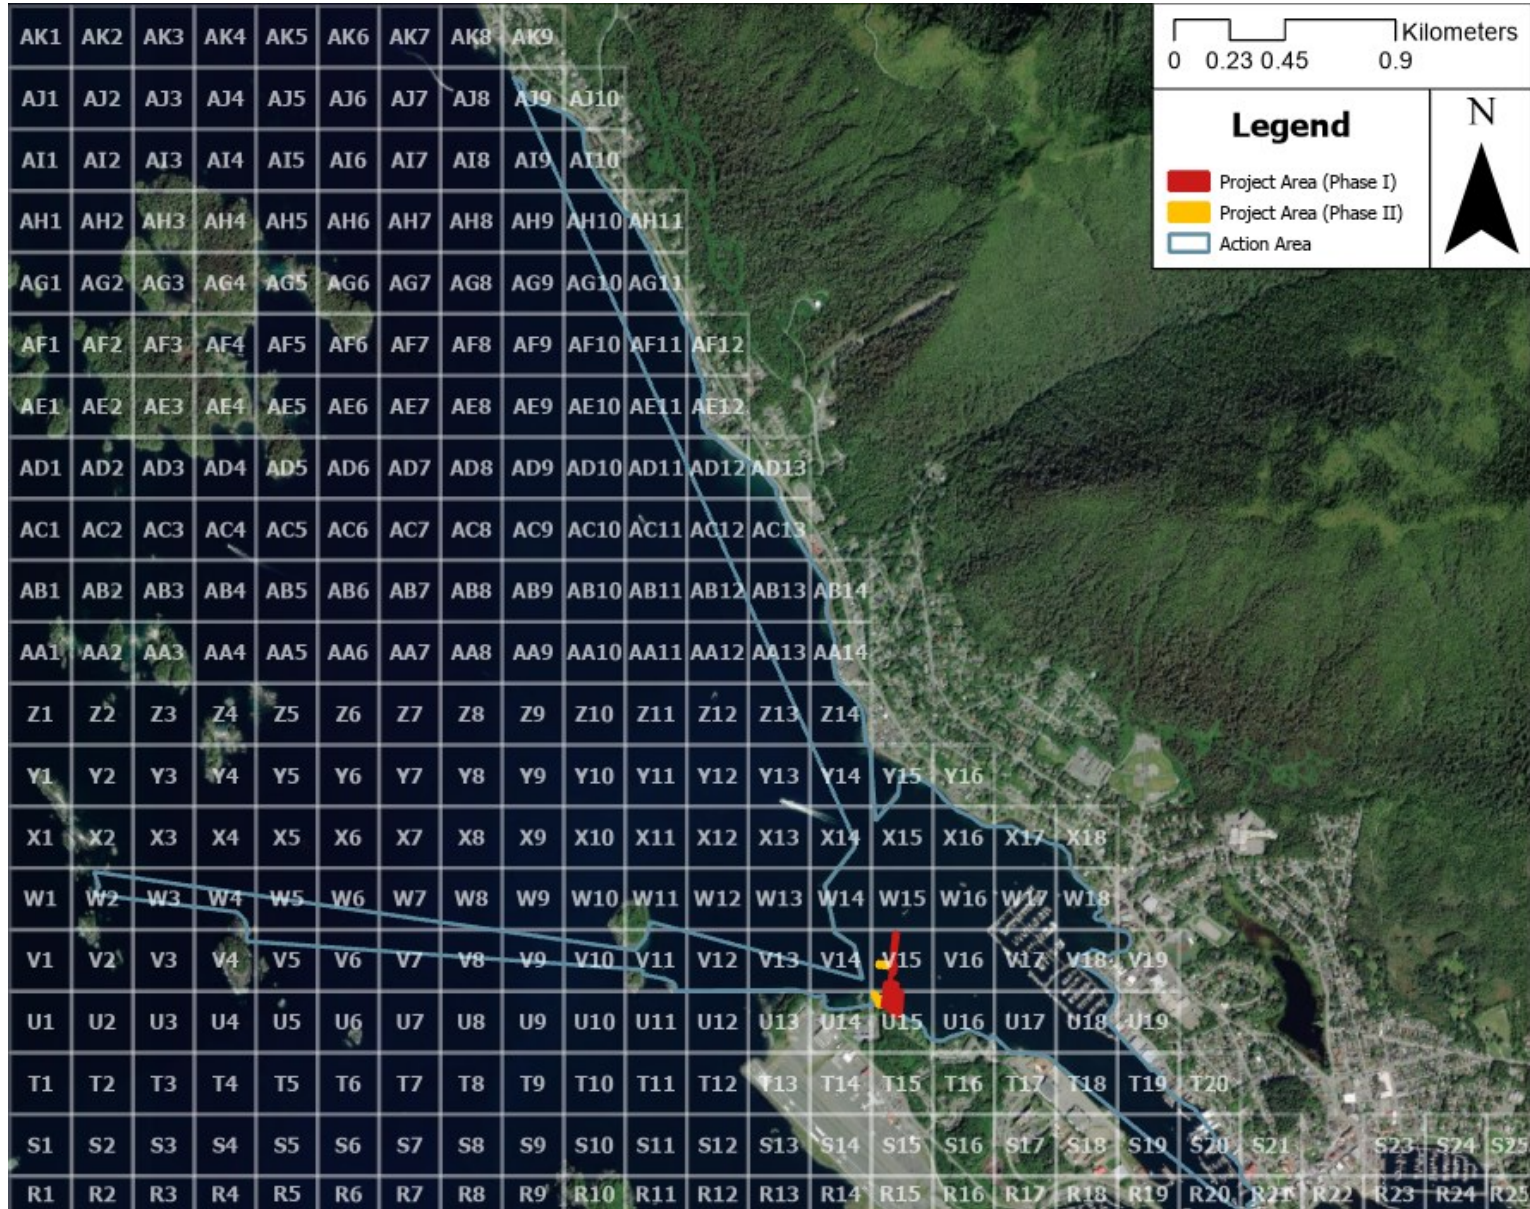 AK1 AK2 AK3 AK4 AK5 AK6 AK7 AK8 AK9
Kilometers
0 0.23 0.45 0.9
AJ1 AJ2 AJ3 AJ4 AJ5 AJ6 AJ7 AJ8 AJ9 AJ10
Legend
N
AI1 AI2 AI3 AI4 AI5 AI6 AI7 AI8 AI9 AI10
Project Area (Phase I)
AH1 AH2 AH3 AH4 AH5 AH6 AH7 AH8 AH9 AH10 AH11
Project Area (Phase II)
Action Area
AG1 AG2 AG3 AG4 AG5 AG6 AG7 AG8 AG9 AG10 AG11
AF1 AF2 AF3 AF4 AF5 AF6 AF7 AF8 AF9 AF10 AF11 AF12
AE1 AE2 AE3 AE4 AE5 AE6 AE7 AE8 AE9 AE10 AE11 AE12
AD1 AD2 AD3 AD4 AD5 AD6 AD7 AD8 AD9 AD10 AD11 AD12 AD13
AC1 AC2 AC3 AC4 AC5 AC6 AC7 AC8 AC9 AC10 AC11 AC12 AC13
AB1 AB2 AB3 AB4 AB5 AB6 AB7 AB8 AB9 AB10 AB11 AB12 AB13 AB14
AA1 AA2 AA3 AA4 AA5 AA6 AA7 AA8 AA9 AA10 AA11 AA12 AA13 AA14
Z1 Z2 Z3 Z4 Z5 Z6 Z7 Z8 Z9 Z10 Z11 Z12 Z13 Z14
Y1 Y2 Y3 Y4 Y5 Y6 Y7 Y8 Y9 Y10 Y11 Y12 Y13 Y14 Y15 Y16
X1 X2 X3 X4 X5 X6 X7 X8 X9 X10 X11 X12 X13 X14 X15 X16 X17 X18
W1 W2 W3 W4 W5 W6 W7 W8 W9 W10 W11 W12 W13 W14 W15 W16 W17 W18
V1 V2 V3 V4 V5 V6 V7 V8 V9 V10 V11 V12 V13 V14 V15 V16 V17 V18 V19
U1 U2 U3 U4 U5 U6 U7 U8 U9 U10 U11 U12 U13 U14 U15 U16 U17 U18 U19
T1 T2 T3 T4 T5 T6 T7 T8 T9 T10 T11 T12 T13 T14 T15 T16 T17 T18 T19 T20
S1 S2 S3 S4 S5 S6 S7 S8 S9 S10 S11 S12 S13 S14 S15 S16 S17 S18 S19 S20 S21 S23 S24 S25
R1 R2 R3 R4 R5 R6 R7 R8 R9 R10 R11 R12 R13 R14 R15 R16 R17 R18 R19 R20 R21 R22 R23 R24 R25